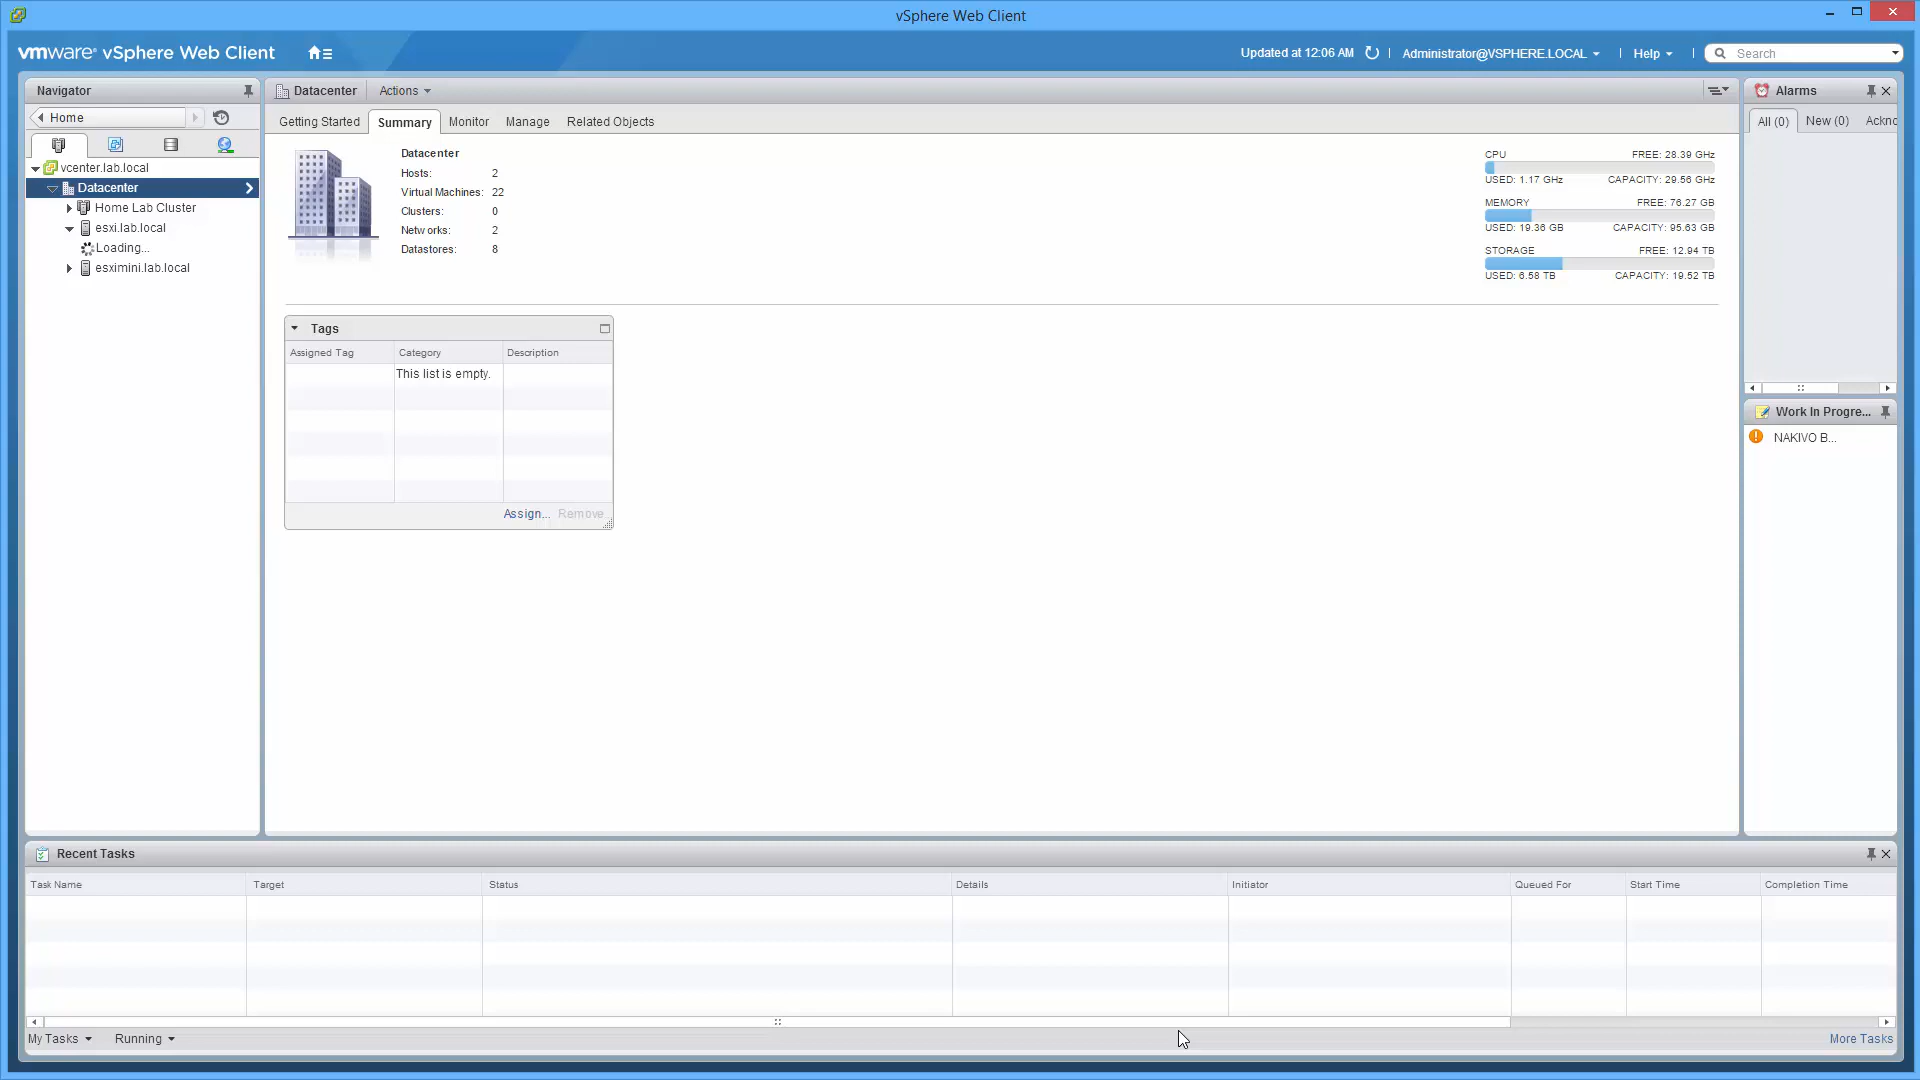 vSphere Web Client
vmware® vSphere Web Client
Updated at 12:06 AM
Administrator@VSPHERE.LOCAL
Help
Search
Navigator
Home
vcenter.lab.local
Datacenter
Home Lab Cluster
esxi.lab.local
Loading...
esximini.lab.local
Datacenter
Actions
Getting Started
Summary
Monitor
Manage
Related Objects
Datacenter
Hosts: 2
Virtual Machines: 22
Clusters: 0
Networks: 2
Datastores: 8
CPU FREE: 28.39 GHz
USED: 1.17 GHz CAPACITY: 29.56 GHz
MEMORY FREE: 76.27 GB
USED: 19.36 GB CAPACITY: 95.63 GB
STORAGE FREE: 12.94 TB
USED: 6.58 TB CAPACITY: 19.52 TB
Tags
Assigned Tag Category Description
This list is empty.
Assign... Remove
Alarms
All (0) New (0) Ackno
Work In Progre...
NAKIVO B...
Recent Tasks
Task Name Target Status Details Initiator Queued For Start Time Completion Time
My Tasks Running
More Tasks